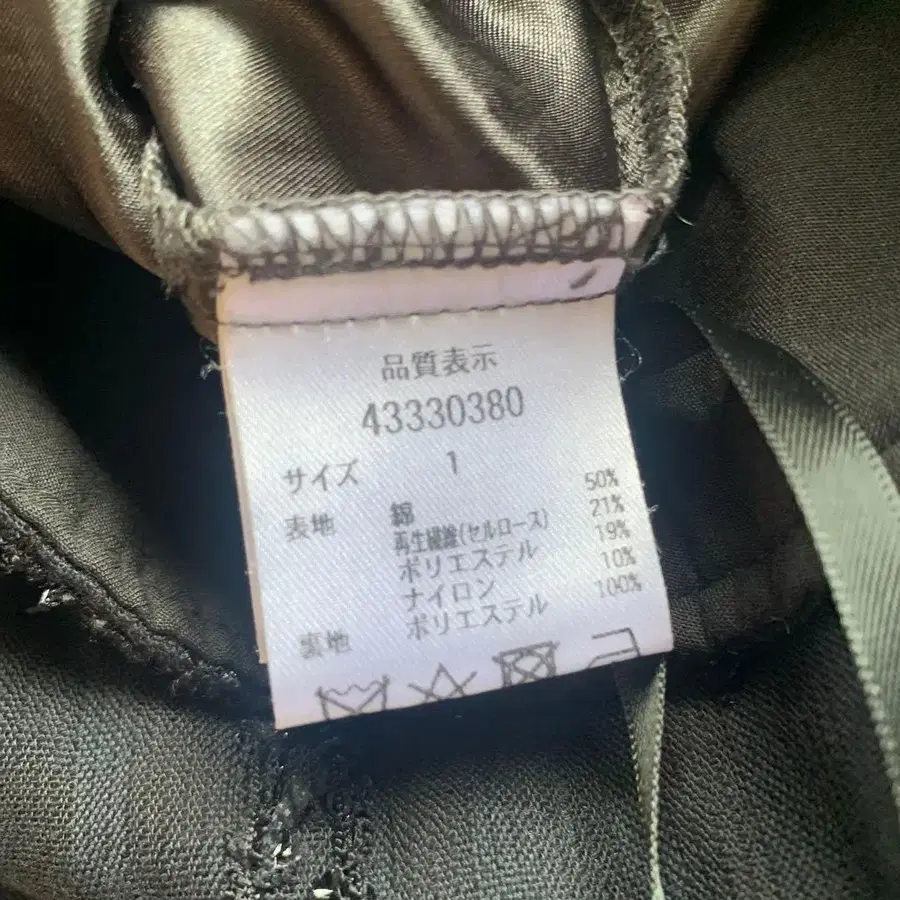 品質表示
43330380
サイズ 1
表地 綿 50%
再生繊維(セルロース) 21%
ポリエステル 19%
ナイロン 10%
裏地 ポリエステル 100%